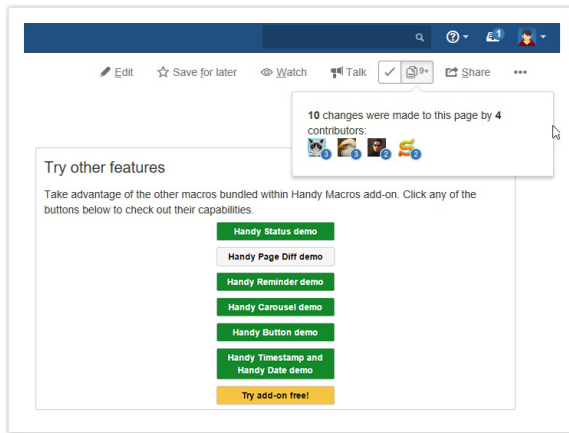 1
Edit Save for later Watch Talk 9+ Share
10 changes were made to this page by 4
contributors:
3 3 2 2
Try other features
Take advantage of the other macros bundled within Handy Macros add-on. Click any of the
buttons below to check out their capabilities.
Handy Status demo
Handy Page Diff demo
Handy Reminder demo
Handy Carousel demo
Handy Button demo
Handy Timestamp and
Handy Date demo
Try add-on free!